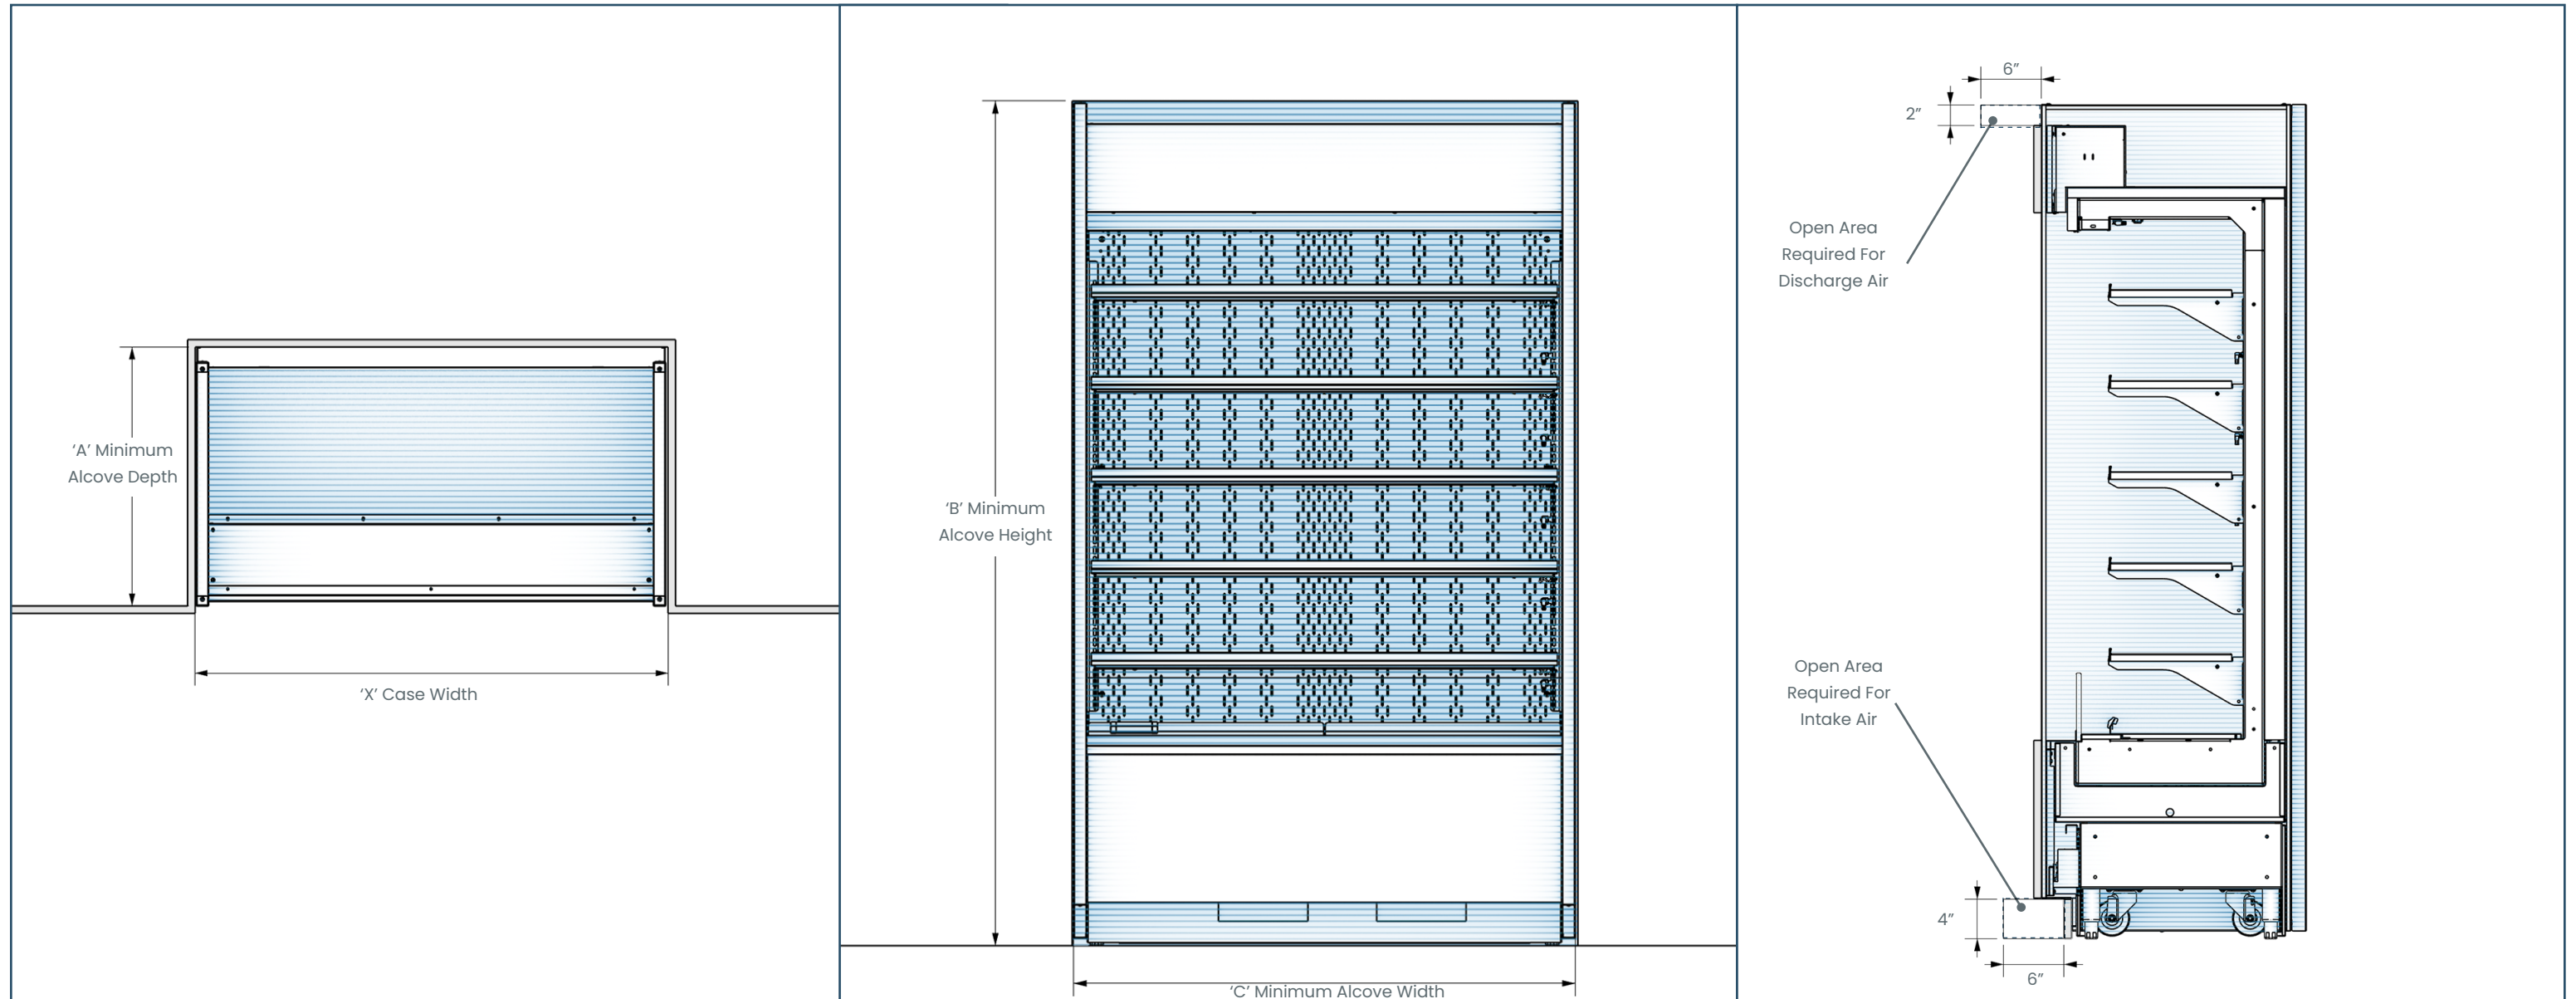 ‘A’ Minimum
Alcove Depth
‘X’ Case Width
‘B’ Minimum
Alcove Height
‘C’ Minimum Alcove Width
6”
2”
Open Area
Required For
Discharge Air
Open Area
Required For
Intake Air
4”
6”